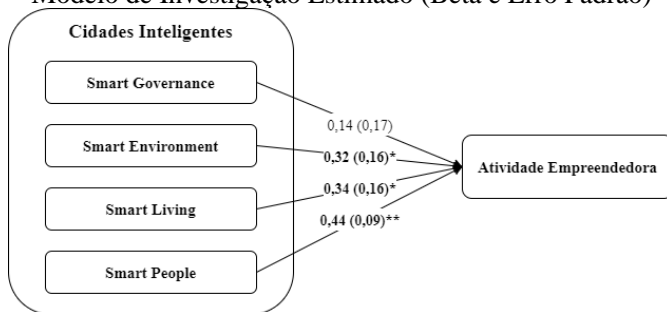 Modelo de Investigação Estimado (Beta e Erro Padrão)
Cidades Inteligentes
Smart Governance
0,14 (0,17)
Smart Environment
0,32 (0,16)*
Atividade Empreendedora
0,34 (0,16)*
Smart Living
0,44 (0,09)**
Smart People